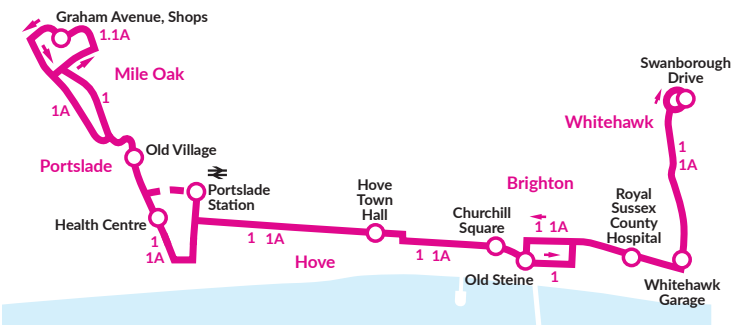 Graham Avenue, Shops
1.1A
Mile Oak
1
1A
Old Village
Portslade
Portslade
Station
Health Centre
1
1A
1 1A
Hove
Hove
Town
Hall
1 1A
Churchill
Square
Old Steine
Brighton
1 1A
1
Royal
Sussex
County
Hospital
Whitehawk
Garage
1
1A
Whitehawk
Swanborough
Drive